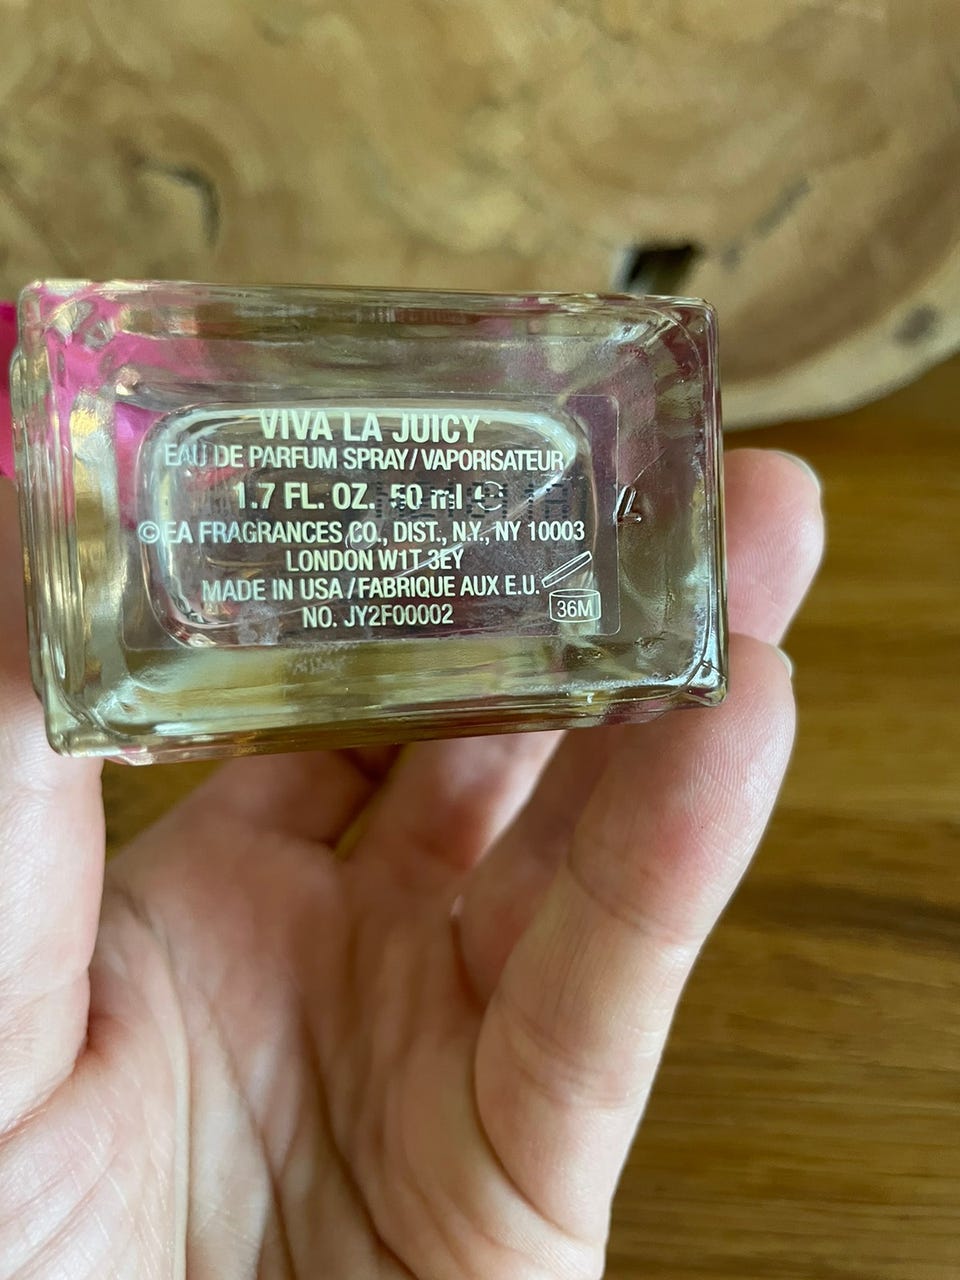 VIVA LA JUICY
EAU DE PARFUM SPRAY/VAPORISATEUR
1.7 FL. OZ. 50 ml ℮
©EA FRAGRANCES CO., DIST., N.Y., NY 10003
LONDON W1T 3EY
MADE IN USA/FABRIQUE AUX E.U.
36M
NO. JY2F00002